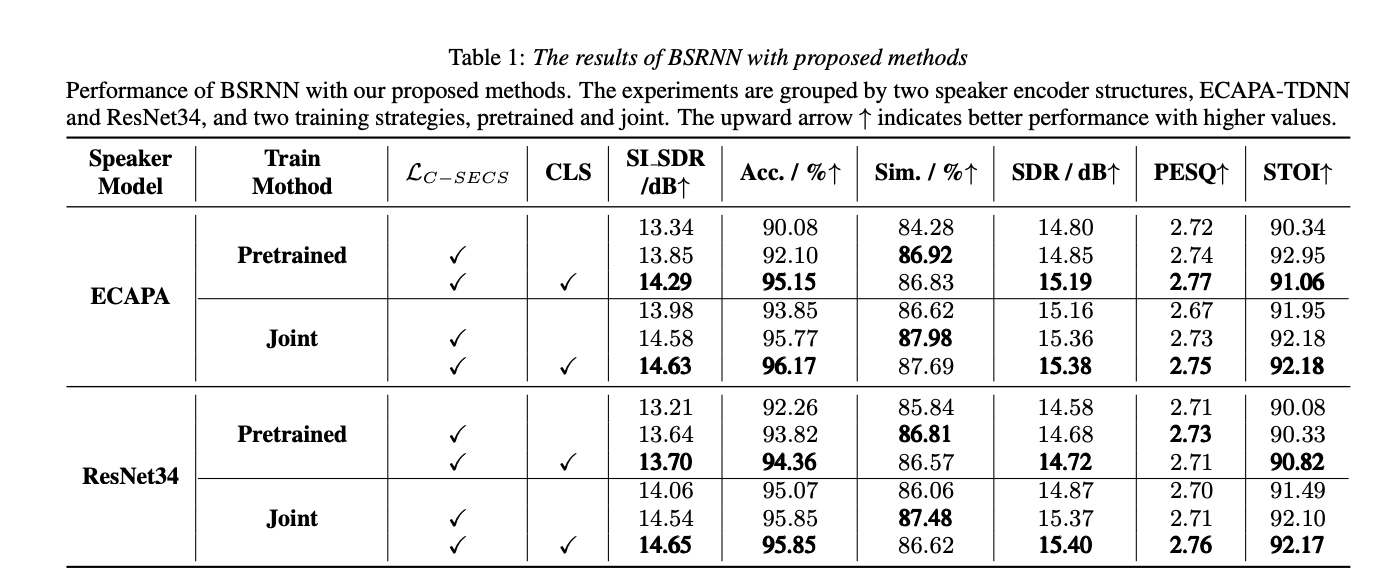 Table 1: The results of BSRNN with proposed methods
Performance of BSRNN with our proposed methods. The experiments are grouped by two speaker encoder structures, ECAPA-TDNN
and ResNet34, and two training strategies, pretrained and joint. The upward arrow ↑ indicates better performance with higher values.
Speaker Model | Train Mothod | ℒC−SECS | CLS | SI_SDR /dB↑ | Acc. / %↑ | Sim. / %↑ | SDR / dB↑ | PESQ↑ | STOI↑
ECAPA
Pretrained
13.34 90.08 84.28 14.80 2.72 90.34
✓ 13.85 92.10 86.92 14.85 2.74 92.95
✓ ✓ 14.29 95.15 86.83 15.19 2.77 91.06
Joint
13.98 93.85 86.62 15.16 2.67 91.95
✓ 14.58 95.77 87.98 15.36 2.73 92.18
✓ ✓ 14.63 96.17 87.69 15.38 2.75 92.18
ResNet34
Pretrained
13.21 92.26 85.84 14.58 2.71 90.08
✓ 13.64 93.82 86.81 14.68 2.73 90.33
✓ ✓ 13.70 94.36 86.57 14.72 2.71 90.82
Joint
14.06 95.07 86.06 14.87 2.70 91.49
✓ 14.54 95.85 87.48 15.37 2.71 92.10
✓ ✓ 14.65 95.85 86.62 15.40 2.76 92.17